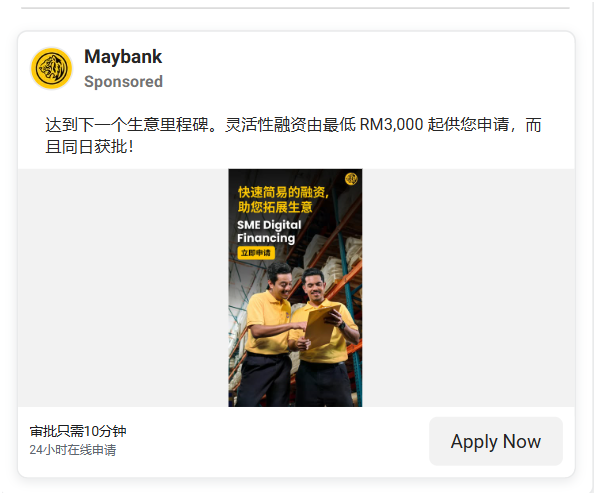 Maybank
Sponsored
达到下一个生意里程碑。灵活性融资由最低 RM3,000 起供您申请，而
且同日获批！
快速简易的融资，
助您拓展生意
SME Digital
Financing
立即申请
审批只需10分钟
24小时在线申请
Apply Now